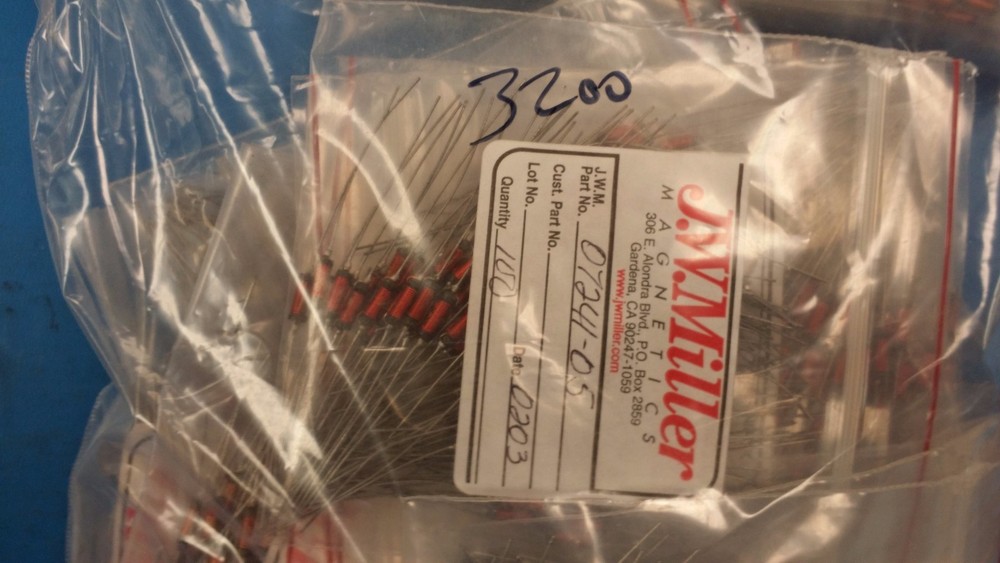 3200
J.W.Miller
MAGNETICS
306 E. Alondra Blvd., P.O. Box 2859
Gardena, CA 90247-1059
www.jwmiller.com
J.W.M.
Part No. 07241-05
Cust. Part No.
Lot No.
Quantity 100 Date 0203